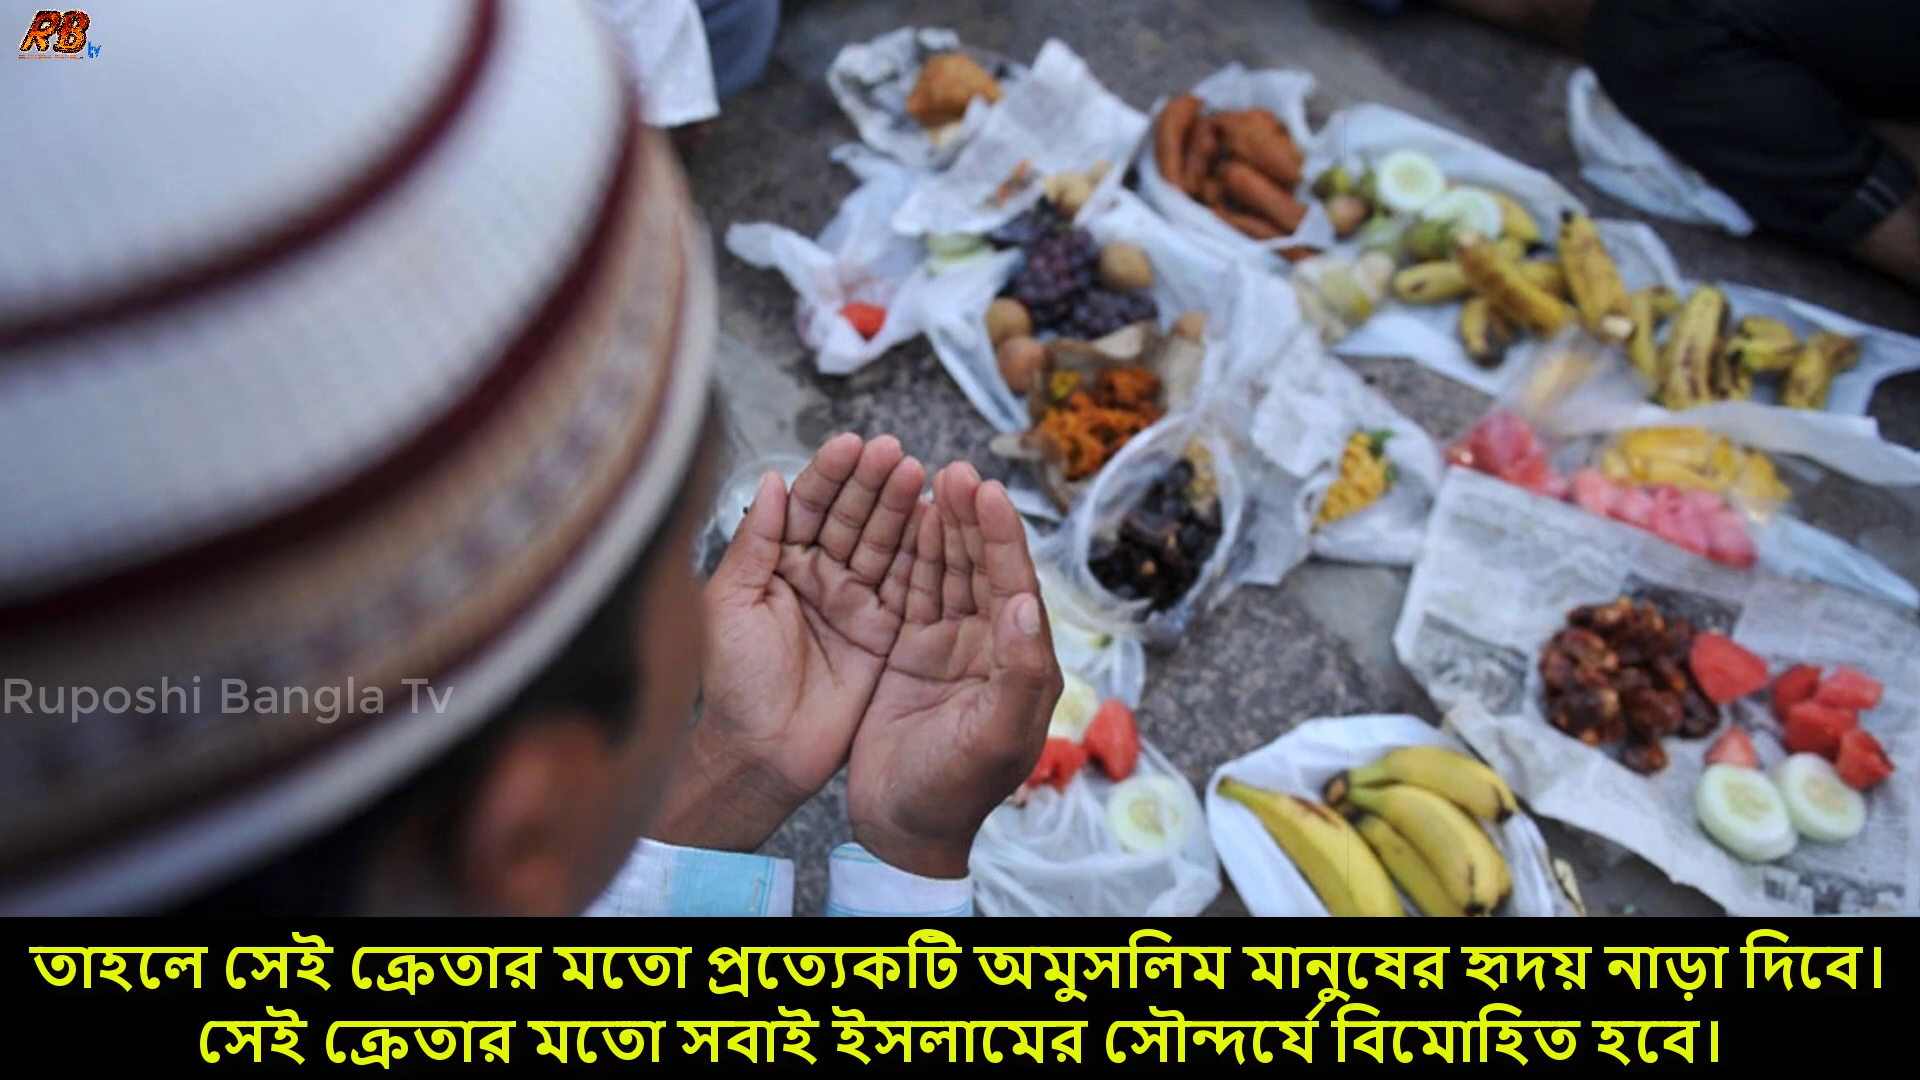 RB tv
Ruposhi Bangla Tv
তাহলে সেই ক্রেতার মতো প্রত্যেকটি অমুসলিম মানুষের হৃদয় নাড়া দিবে।
সেই ক্রেতার মতো সবাই ইসলামের সৌন্দর্যে বিমোহিত হবে।